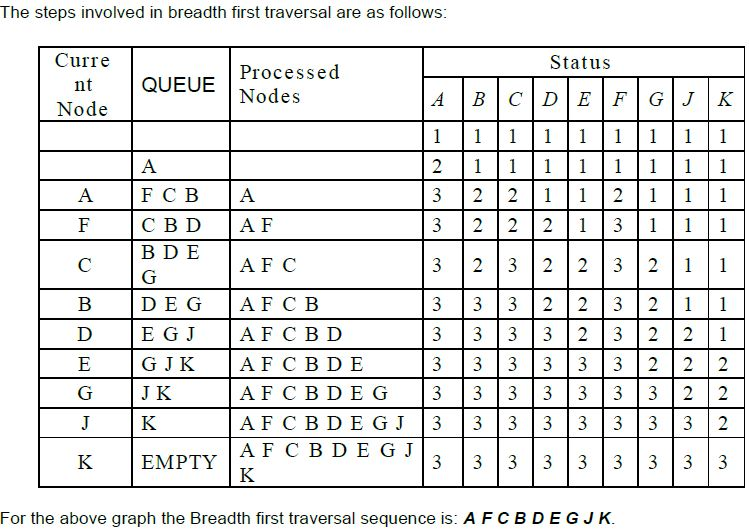 The steps involved in breadth first traversal are as follows:
Curre
nt
Node
QUEUE
Processed
Nodes
Status
A B C D E F G J K
1 1 1 1 1 1 1 1 1
A 2 1 1 1 1 1 1 1 1
A F C B A 3 2 2 1 1 2 1 1 1
F C B D A F 3 2 2 2 1 3 1 1 1
C B D E
G A F C 3 2 3 2 2 3 2 1 1
B D E G A F C B 3 3 3 2 2 3 2 1 1
D E G J A F C B D 3 3 3 3 2 3 2 2 1
E G J K A F C B D E 3 3 3 3 3 3 2 2 2
G J K A F C B D E G 3 3 3 3 3 3 3 2 2
J K A F C B D E G J 3 3 3 3 3 3 3 3 2
K EMPTY A F C B D E G J
K 3 3 3 3 3 3 3 3 3
For the above graph the Breadth first traversal sequence is: A F C B D E G J K.